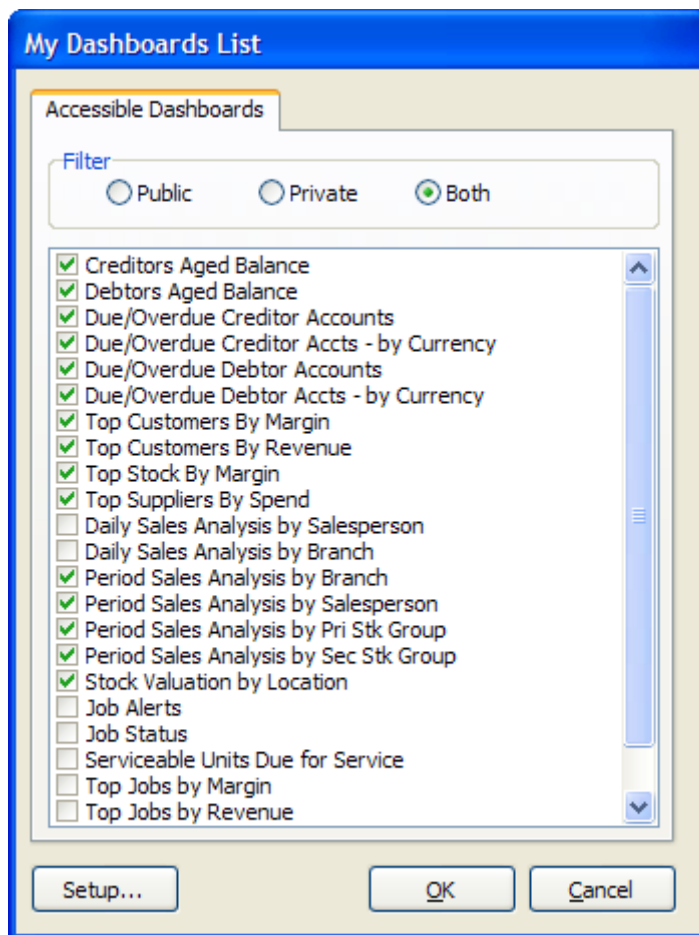 My Dashboards List
Accessible Dashboards
Filter
Public Private Both
Creditors Aged Balance
Debtors Aged Balance
Due/Overdue Creditor Accounts
Due/Overdue Creditor Accts - by Currency
Due/Overdue Debtor Accounts
Due/Overdue Debtor Accts - by Currency
Top Customers By Margin
Top Customers By Revenue
Top Stock By Margin
Top Suppliers By Spend
Daily Sales Analysis by Salesperson
Daily Sales Analysis by Branch
Period Sales Analysis by Branch
Period Sales Analysis by Salesperson
Period Sales Analysis by Pri Stk Group
Period Sales Analysis by Sec Stk Group
Stock Valuation by Location
Job Alerts
Job Status
Serviceable Units Due for Service
Top Jobs by Margin
Top Jobs by Revenue
Setup... OK Cancel